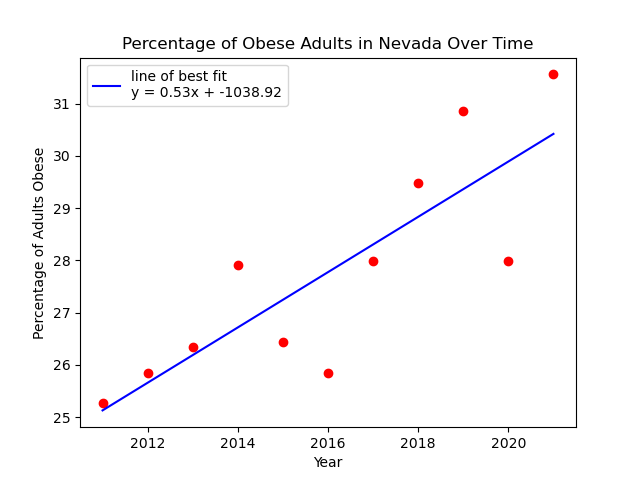 Percentage of Obese Adults in Nevada Over Time
line of best fit
y = 0.53x + -1038.92
Percentage of Adults Obese
31
30
29
28
27
26
25
2012 2014 2016 2018 2020
Year